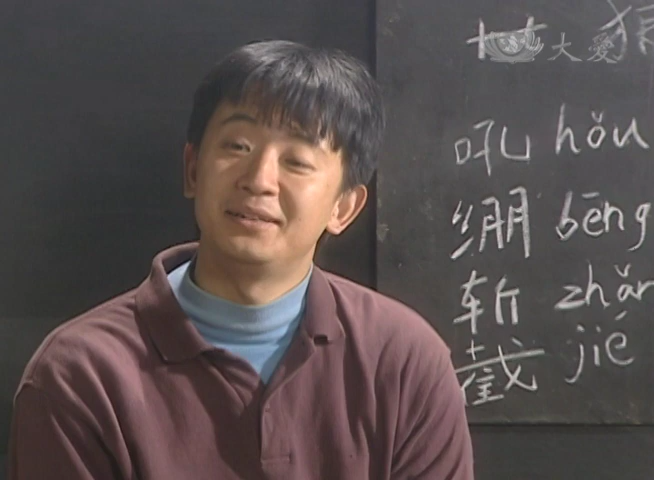 大愛
吼 hǒu
绷 bēng
斩 zhǎn
截 jié